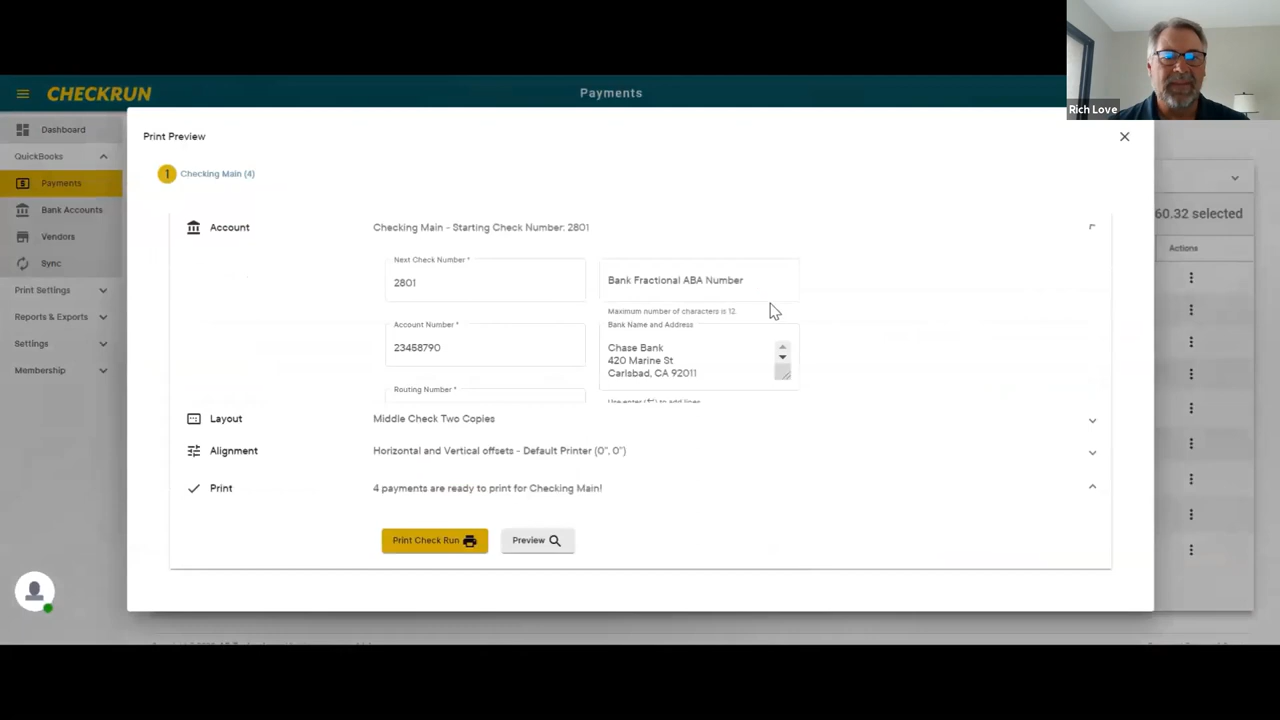 Rich Love
CHECKRUN
Payments
Dashboard
QuickBooks
Payments
Bank Accounts
Vendors
Sync
Print Settings
Reports & Exports
Settings
Membership
Print Preview
1 Checking Main (4)
Account
Checking Main - Starting Check Number: 2801
Next Check Number *
2801
Bank Fractional ABA Number
Maximum number of characters is 12.
Account Number *
23458790
Bank Name and Address
Chase Bank
420 Marine St
Carlsbad, CA 92011
Routing Number *
Layout
Middle Check Two Copies
Alignment
Horizontal and Vertical offsets - Default Printer (0", 0")
Print
4 payments are ready to print for Checking Main!
Print Check Run
Preview
60.32 selected
Actions